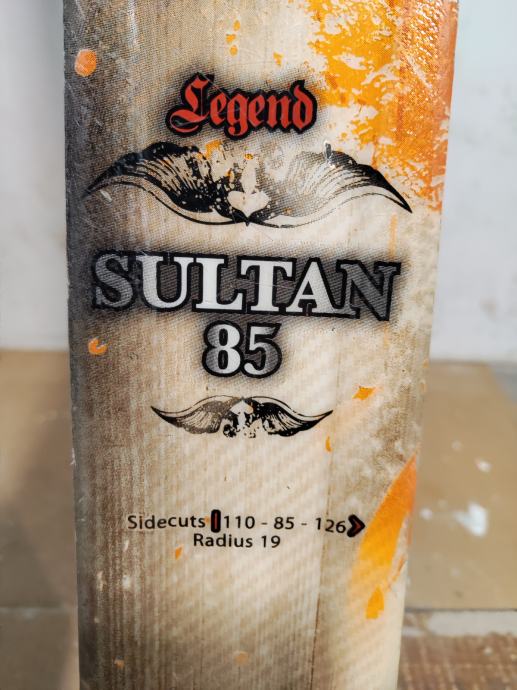 Legend
SULTAN
85
Sidecuts 110 - 85 - 126
Radius 19